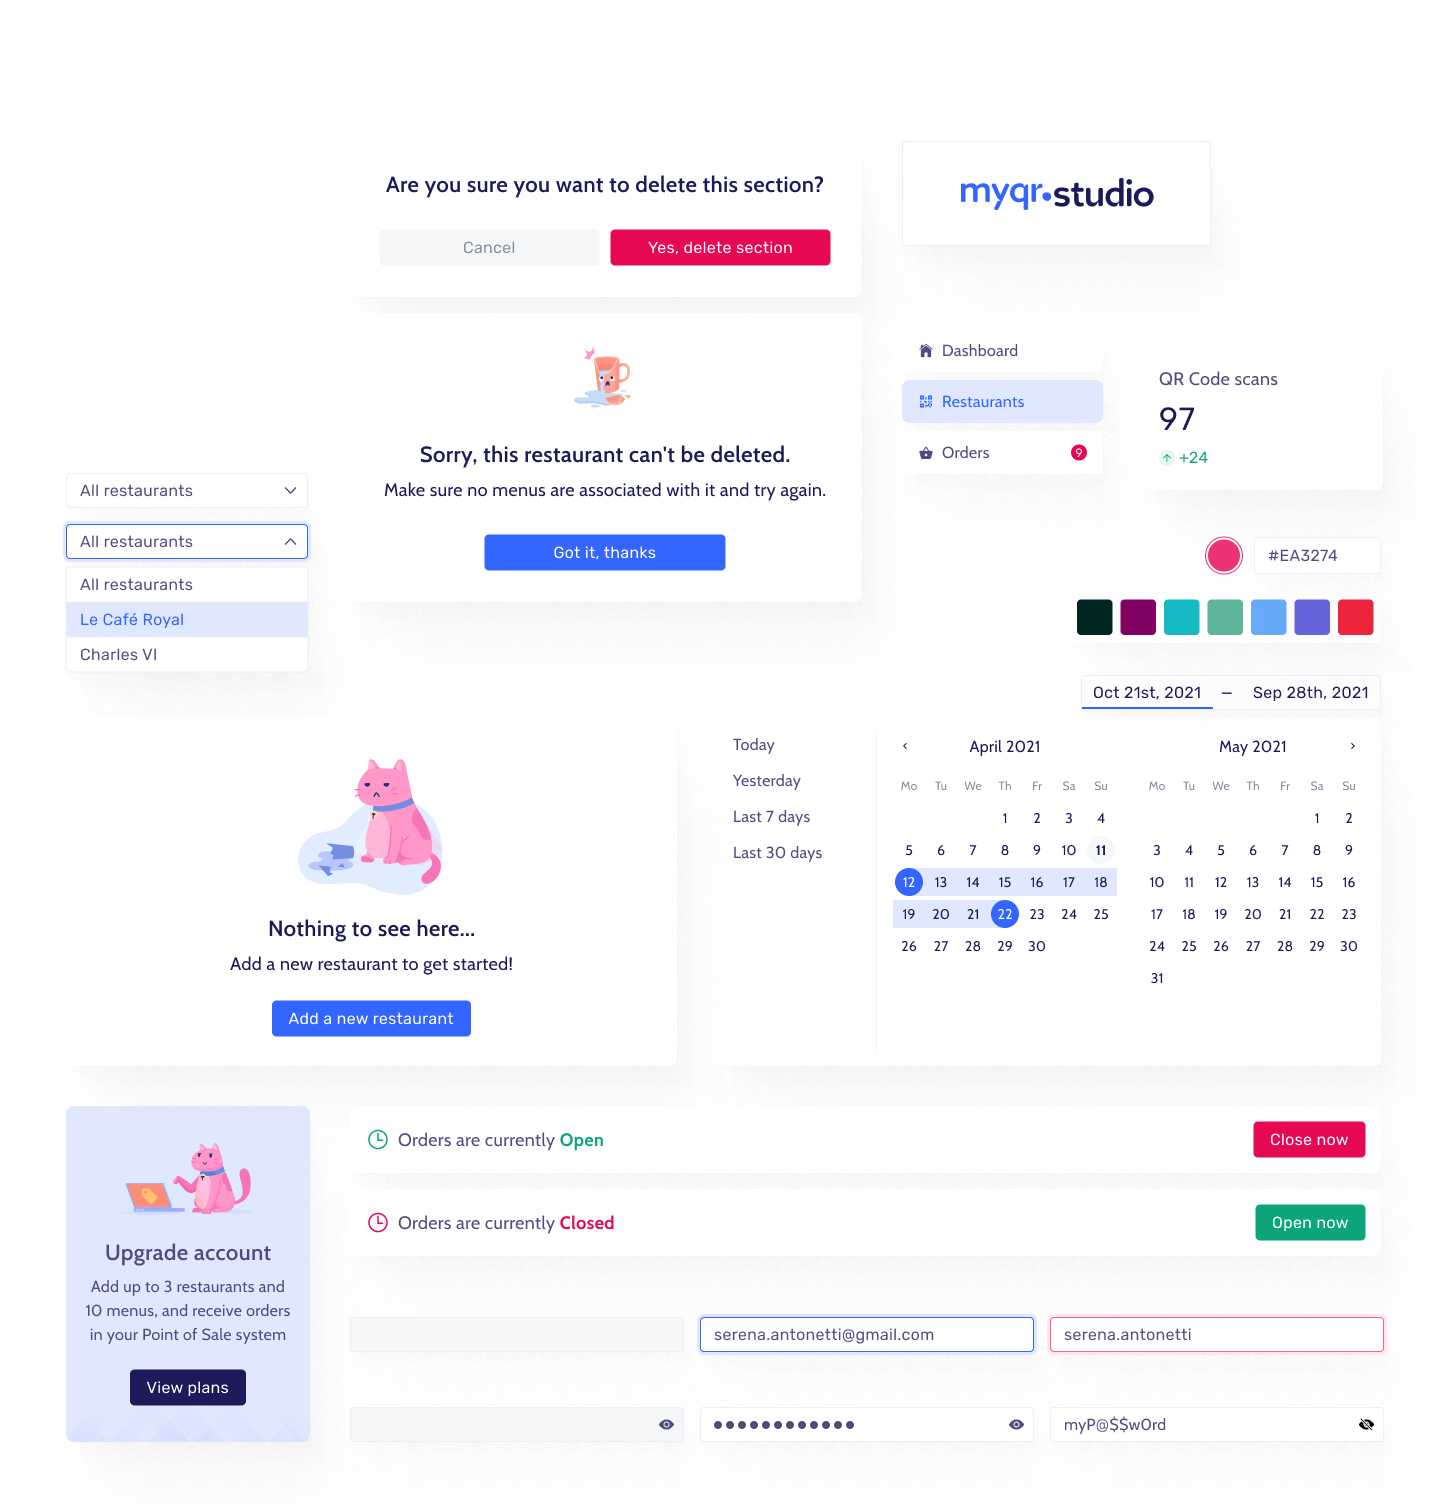 Are you sure you want to delete this section?
Cancel
Yes, delete section
myqr•studio
Sorry, this restaurant can't be deleted.
Make sure no menus are associated with it and try again.
Got it, thanks
Dashboard
Restaurants
Orders
9
QR Code scans
97
+24
All restaurants
All restaurants
All restaurants
Le Café Royal
Charles VI
#EA3274
Oct 21st, 2021 — Sep 28th, 2021
Nothing to see here...
Add a new restaurant to get started!
Add a new restaurant
Today
Yesterday
Last 7 days
Last 30 days
‹ April 2021
Mo Tu We Th Fr Sa Su
1 2 3 4
5 6 7 8 9 10 11
12 13 14 15 16 17 18
19 20 21 22 23 24 25
26 27 28 29 30
May 2021 ›
Mo Tu We Th Fr Sa Su
1 2
3 4 5 6 7 8 9
10 11 12 13 14 15 16
17 18 19 20 21 22 23
24 25 26 27 28 29 30
31
Upgrade account
Add up to 3 restaurants and
10 menus, and receive orders
in your Point of Sale system
View plans
Orders are currently Open
Close now
Orders are currently Closed
Open now
serena.antonetti@gmail.com
serena.antonetti
●●●●●●●●●●●●
myP@$$w0rd